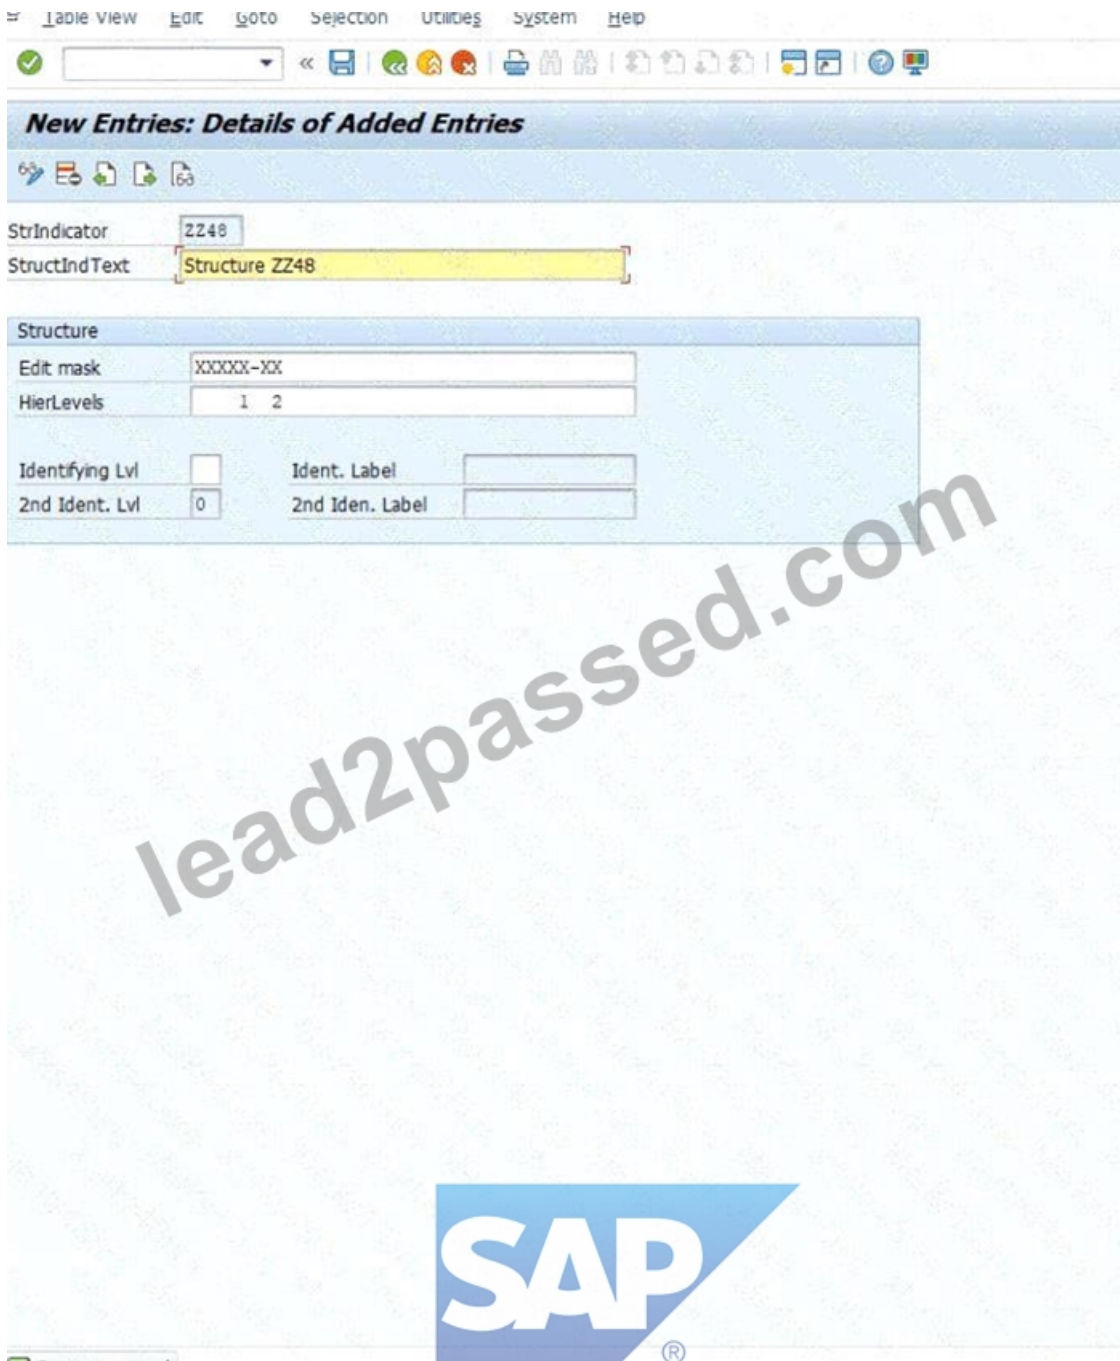 Table View Edit Goto Selection Utilities System Help
New Entries: Details of Added Entries
StrIndicator ZZ48
StructIndText Structure ZZ48
Structure
Edit mask XXXXX-XX
HierLevels 1 2
Identifying Lvl Ident. Label
2nd Ident. Lvl 0 2nd Iden. Label
lead2passed.com
SAP
®